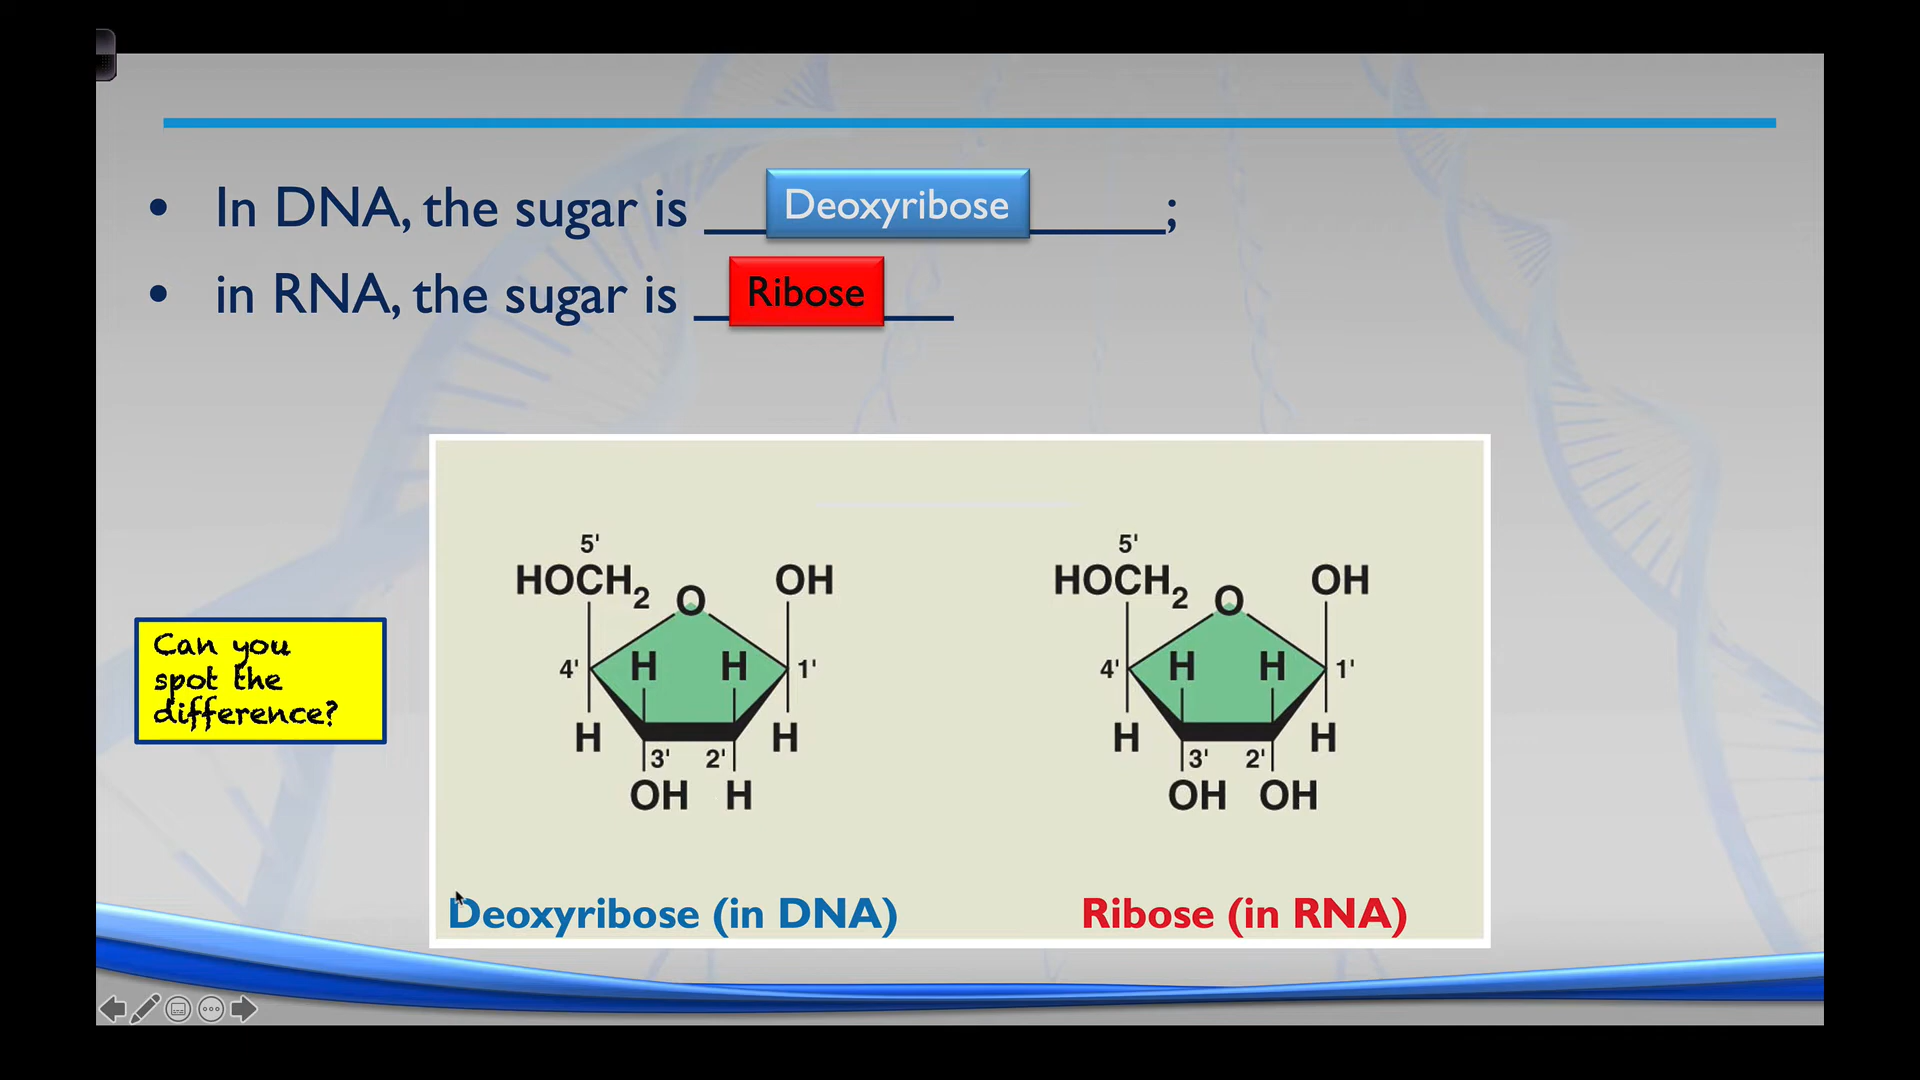 • In DNA, the sugar is __Deoxyribose____;
• in RNA, the sugar is _Ribose__
Can you
spot the
difference?
5'
HOCH2 O OH
4' H H 1'
H 3' 2' H
OH H
Deoxyribose (in DNA)
5'
HOCH2 O OH
4' H H 1'
H 3' 2' H
OH OH
Ribose (in RNA)